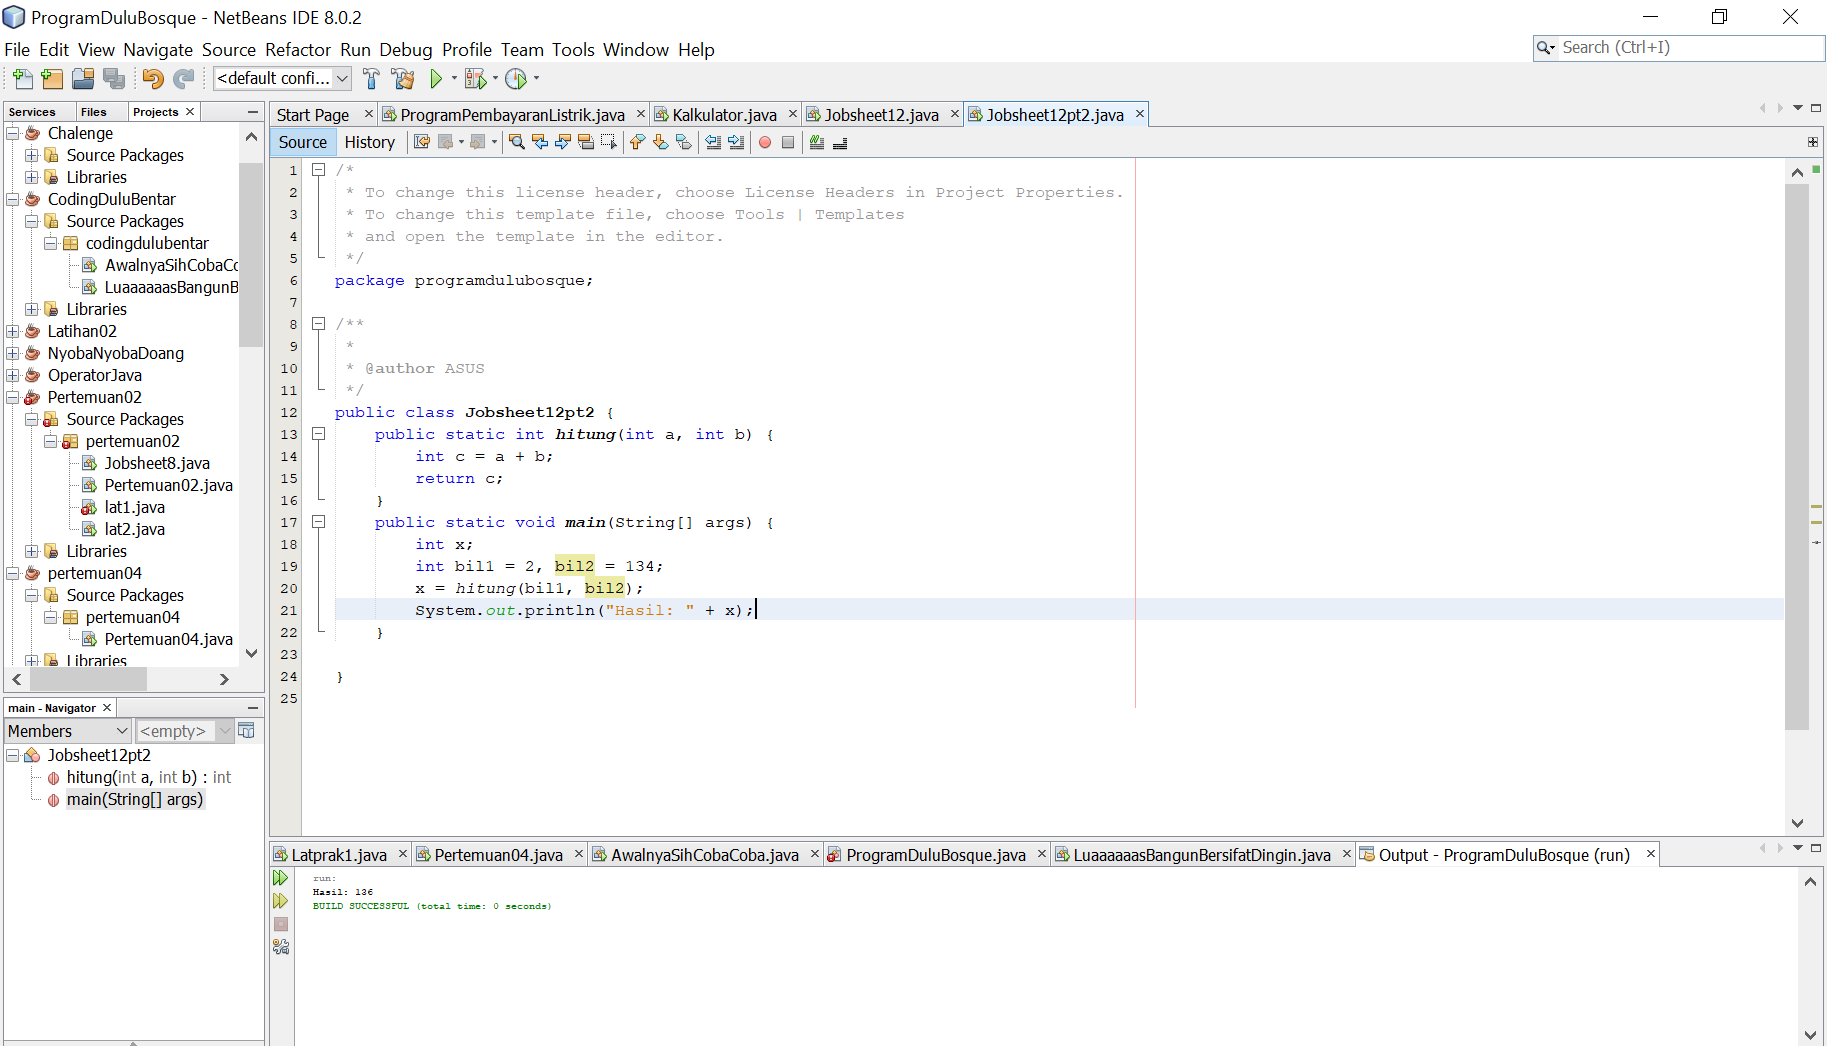 ProgramDuluBosque - NetBeans IDE 8.0.2
File Edit View Navigate Source Refactor Run Debug Profile Team Tools Window Help
Search (Ctrl+I)
<default confi...
Services Files Projects
Chalenge
Source Packages
Libraries
CodingDuluBentar
Source Packages
codingdulubentar
AwalnyaSihCobaCo
LuaaaaaasBangunB
Libraries
Latihan02
NyobaNyobaDoang
OperatorJava
Pertemuan02
Source Packages
pertemuan02
Jobsheet8.java
Pertemuan02.java
lat1.java
lat2.java
Libraries
pertemuan04
Source Packages
pertemuan04
Pertemuan04.java
Libraries
main - Navigator
Members <empty>
Jobsheet12pt2
hitung(int a, int b) : int
main(String[] args)
Start Page ProgramPembayaranListrik.java Kalkulator.java Jobsheet12.java Jobsheet12pt2.java
Source History
1 /*
2 * To change this license header, choose License Headers in Project Properties.
3 * To change this template file, choose Tools | Templates
4 * and open the template in the editor.
5 */
6 package programdulubosque;
7
8 /**
9 *
10 * @author ASUS
11 */
12 public class Jobsheet12pt2 {
13 public static int hitung(int a, int b) {
14 int c = a + b;
15 return c;
16 }
17 public static void main(String[] args) {
18 int x;
19 int bil1 = 2, bil2 = 134;
20 x = hitung(bil1, bil2);
21 System.out.println("Hasil: " + x);
22 }
23
24 }
25
Latprak1.java Pertemuan04.java AwalnyaSihCobaCoba.java ProgramDuluBosque.java LuaaaaaasBangunBersifatDingin.java Output - ProgramDuluBosque (run)
run:
Hasil: 136
BUILD SUCCESSFUL (total time: 0 seconds)